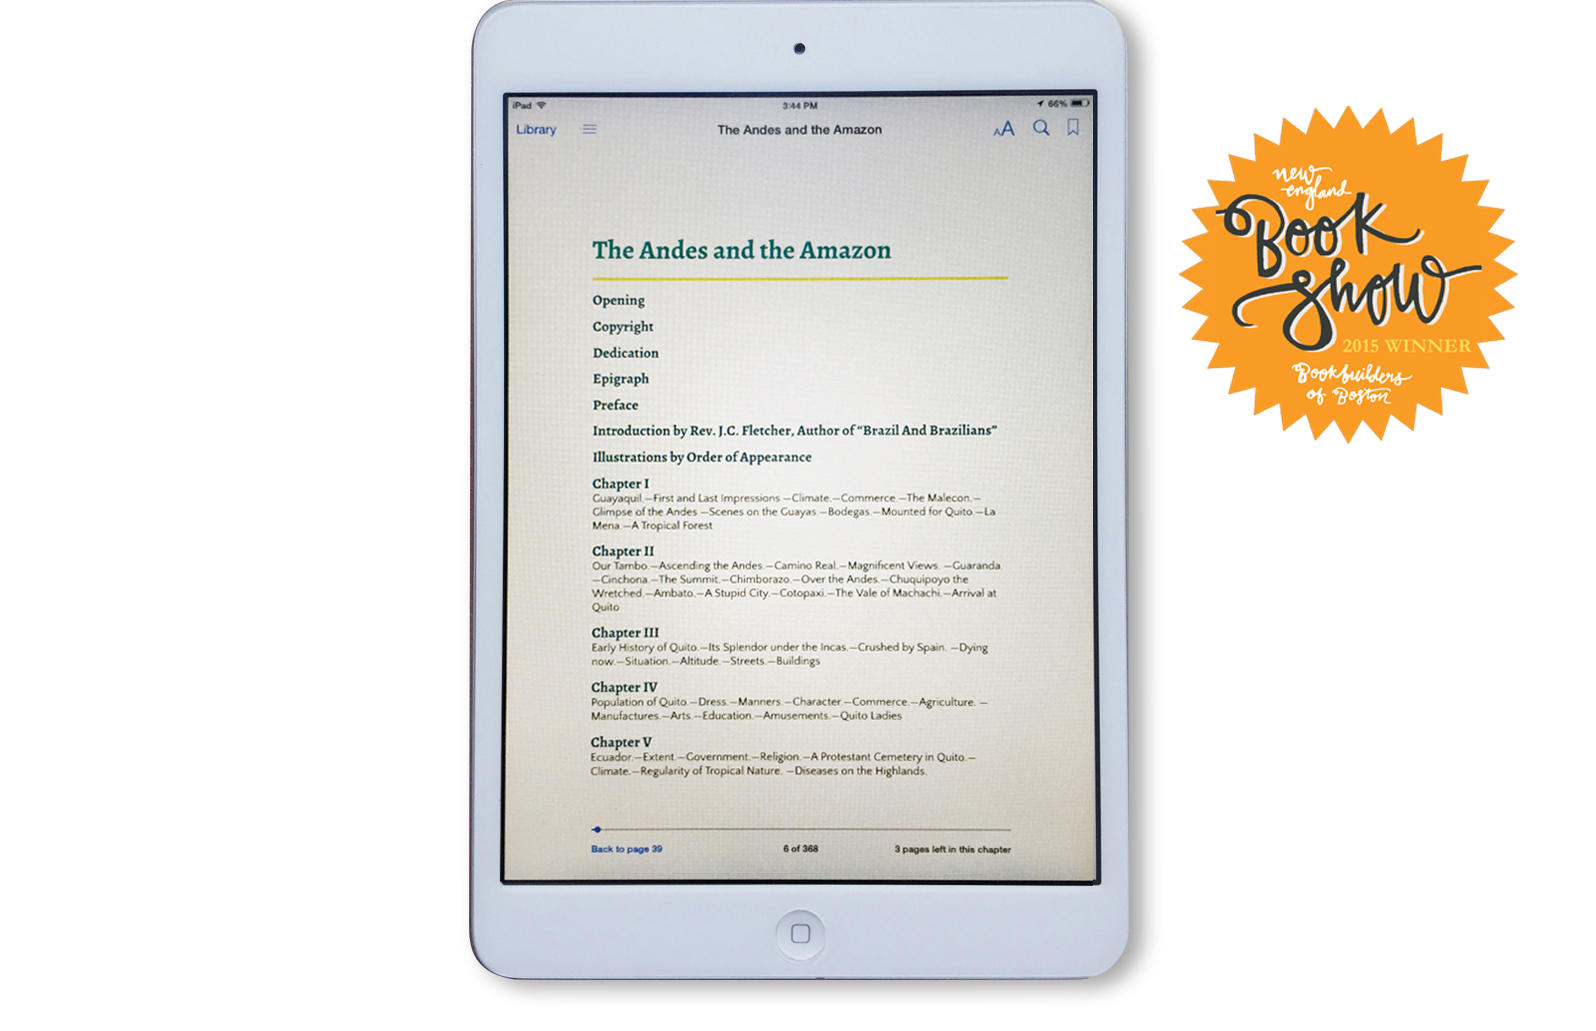 iPad
3:44 PM
66%
Library
The Andes and the Amazon
AA
The Andes and the Amazon
Opening
Copyright
Dedication
Epigraph
Preface
Introduction by Rev. J.C. Fletcher, Author of “Brazil And Brazilians”
Illustrations by Order of Appearance
Chapter I
Guayaquil.—First and Last Impressions —Climate.—Commerce.—The Malecon.—
Glimpse of the Andes —Scenes on the Guayas.—Bodegas.—Mounted for Quito.—La
Mena.—A Tropical Forest
Chapter II
Our Tambo.—Ascending the Andes.—Camino Real.—Magnificent Views. —Guaranda.
—Cinchona.—The Summit.—Chimborazo.—Over the Andes.—Chuquipoyo the
Wretched.—Ambato.—A Stupid City.—Cotopaxi.—The Vale of Machachi.—Arrival at
Quito
Chapter III
Early History of Quito.—Its Splendor under the Incas.—Crushed by Spain. —Dying
now.—Situation.—Altitude.—Streets.—Buildings
Chapter IV
Population of Quito.—Dress.—Manners.—Character.—Commerce.—Agriculture. —
Manufactures.—Arts.—Education.—Amusements.—Quito Ladies
Chapter V
Ecuador.—Extent.—Government.—Religion.—A Protestant Cemetery in Quito.—
Climate.—Regularity of Tropical Nature. —Diseases on the Highlands.
Back to page 39
6 of 368
3 pages left in this chapter
new
england
Book
Show
2015 WINNER
Bookbuilders
of Boston